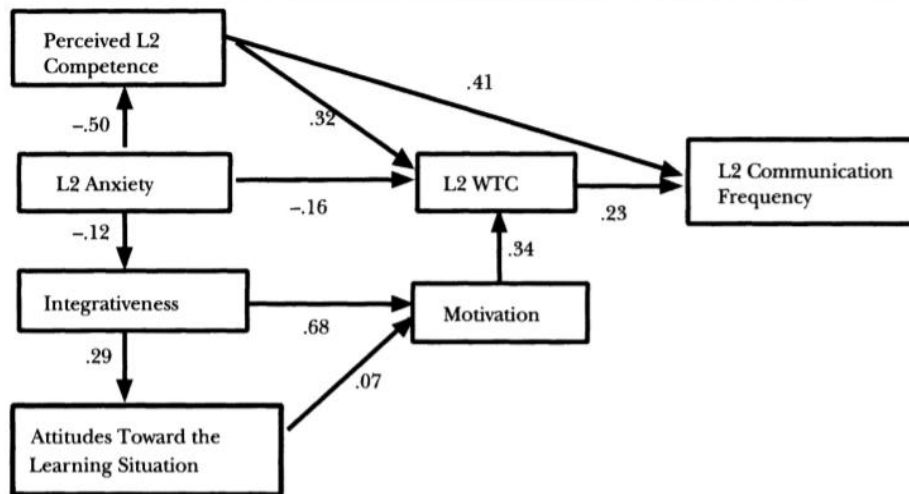 Perceived L2
Competence
.41
–.50
.32
L2 Anxiety
L2 WTC
L2 Communication
Frequency
–.16
.23
–.12
.34
Integrativeness
Motivation
.68
.29
.07
Attitudes Toward the
Learning Situation